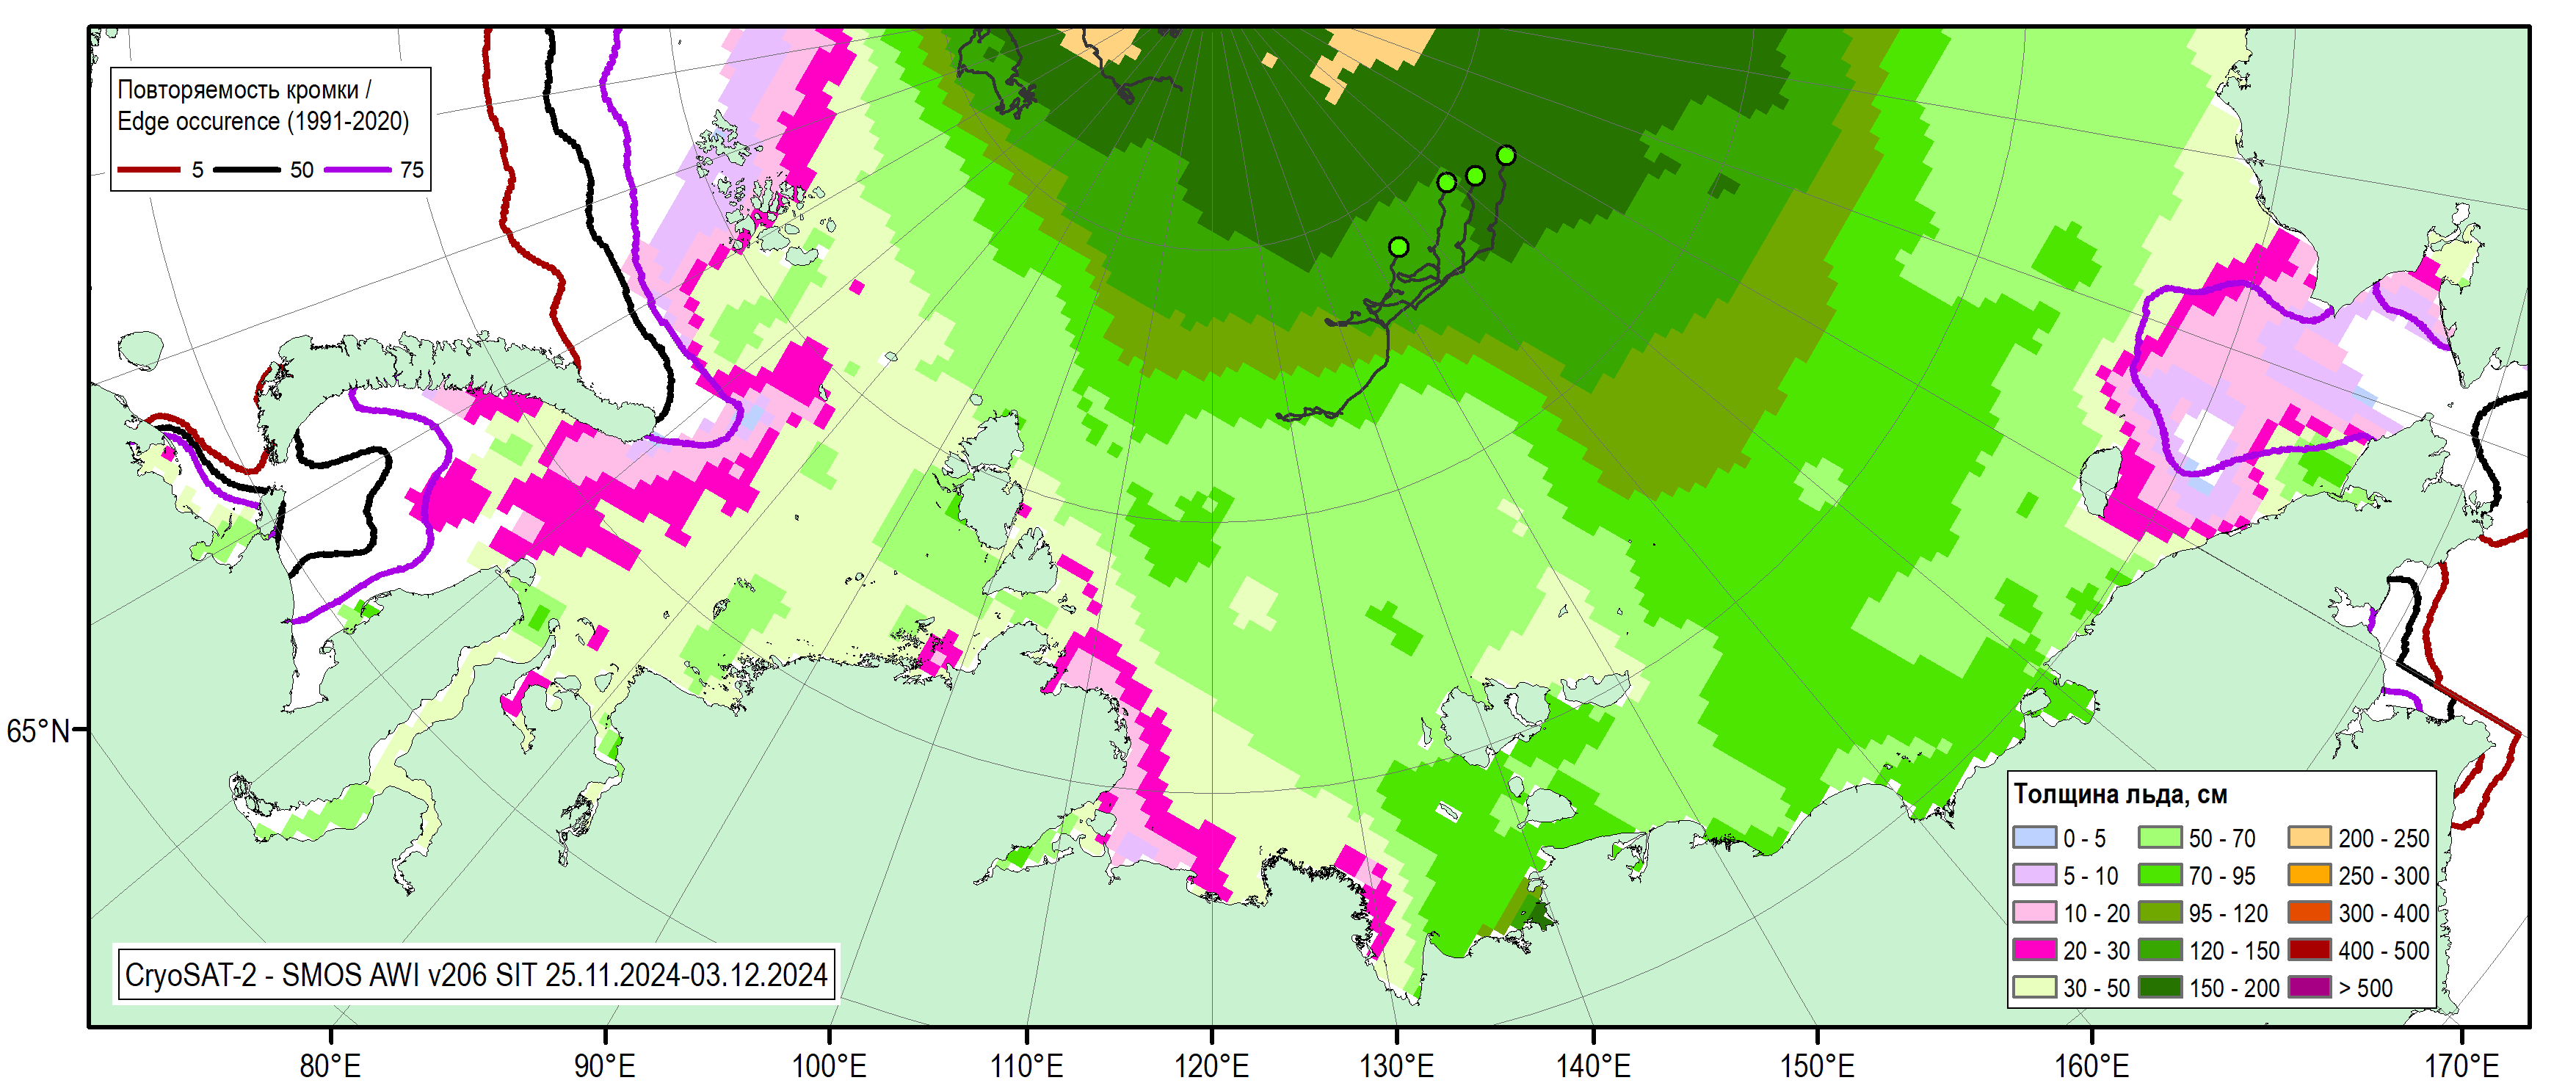 Повторяемость кромки /
Edge occurence (1991-2020)
5 50 75
65°N
CryoSAT-2 - SMOS AWI v206 SIT 25.11.2024-03.12.2024
Толщина льда, см
0 - 5 50 - 70 200 - 250
5 - 10 70 - 95 250 - 300
10 - 20 95 - 120 300 - 400
20 - 30 120 - 150 400 - 500
30 - 50 150 - 200 > 500
80°E 90°E 100°E 110°E 120°E 130°E 140°E 150°E 160°E 170°E